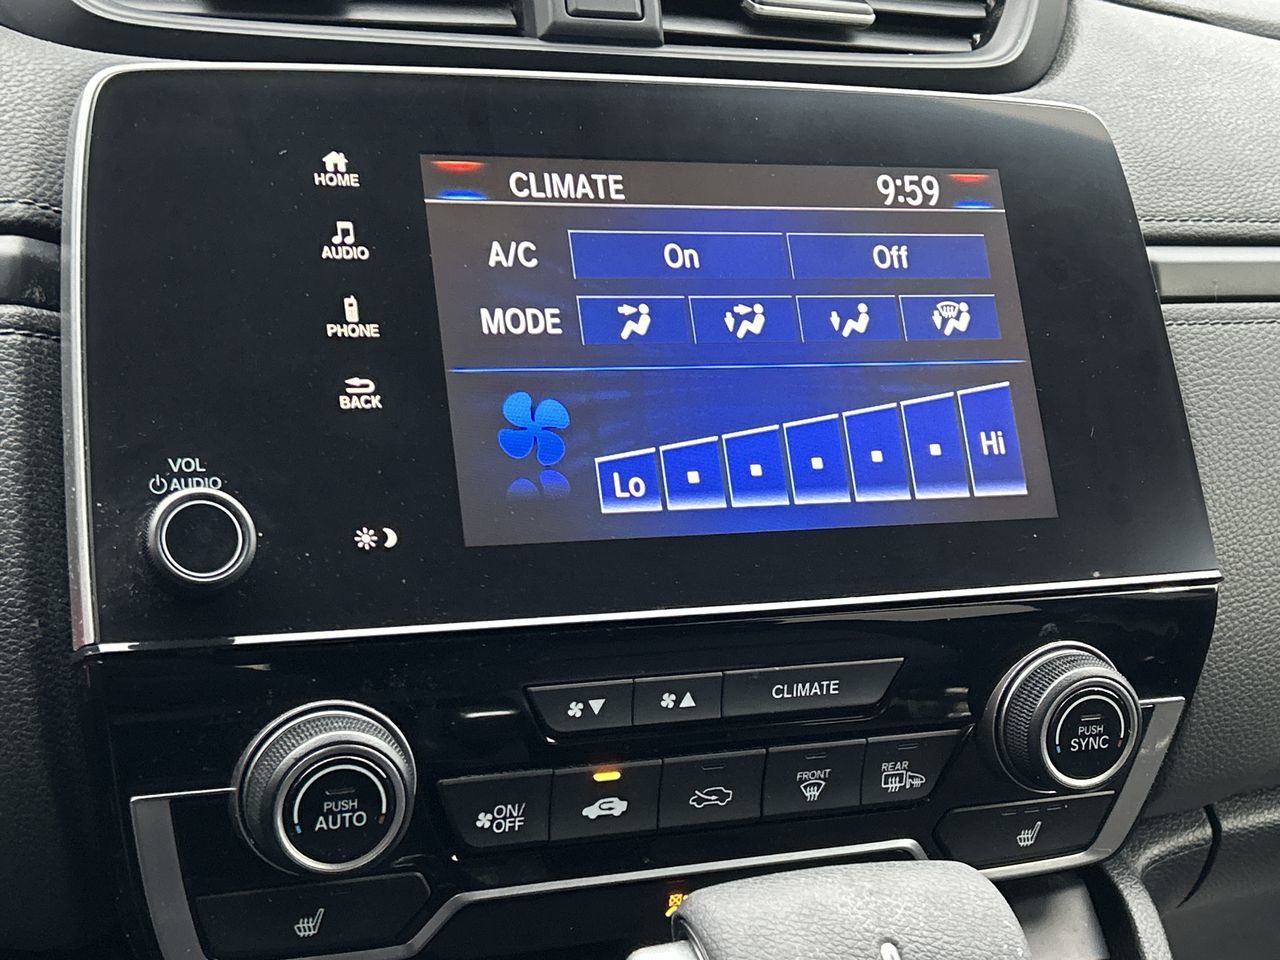 HOME
AUDIO
PHONE
BACK
CLIMATE 9:59
A/C On Off
MODE
Lo Hi
VOL
AUDIO
CLIMATE
PUSH
AUTO
ON/
OFF
FRONT
REAR
PUSH
SYNC